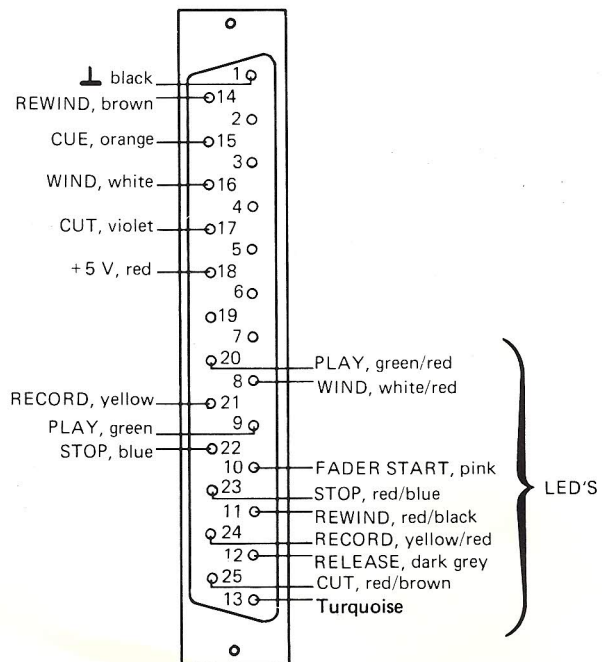 1
black
14
REWIND, brown
2
CUE, orange
15
3
WIND, white
16
4
CUT, violet
17
5
+5 V, red
18
6
19
7
20
PLAY, green/red
8
WIND, white/red
RECORD, yellow
21
PLAY, green
9
STOP, blue
22
10
FADER START, pink
23
STOP, red/blue
LED'S
11
REWIND, red/black
24
RECORD, yellow/red
12
RELEASE, dark grey
25
CUT, red/brown
13
Turquoise